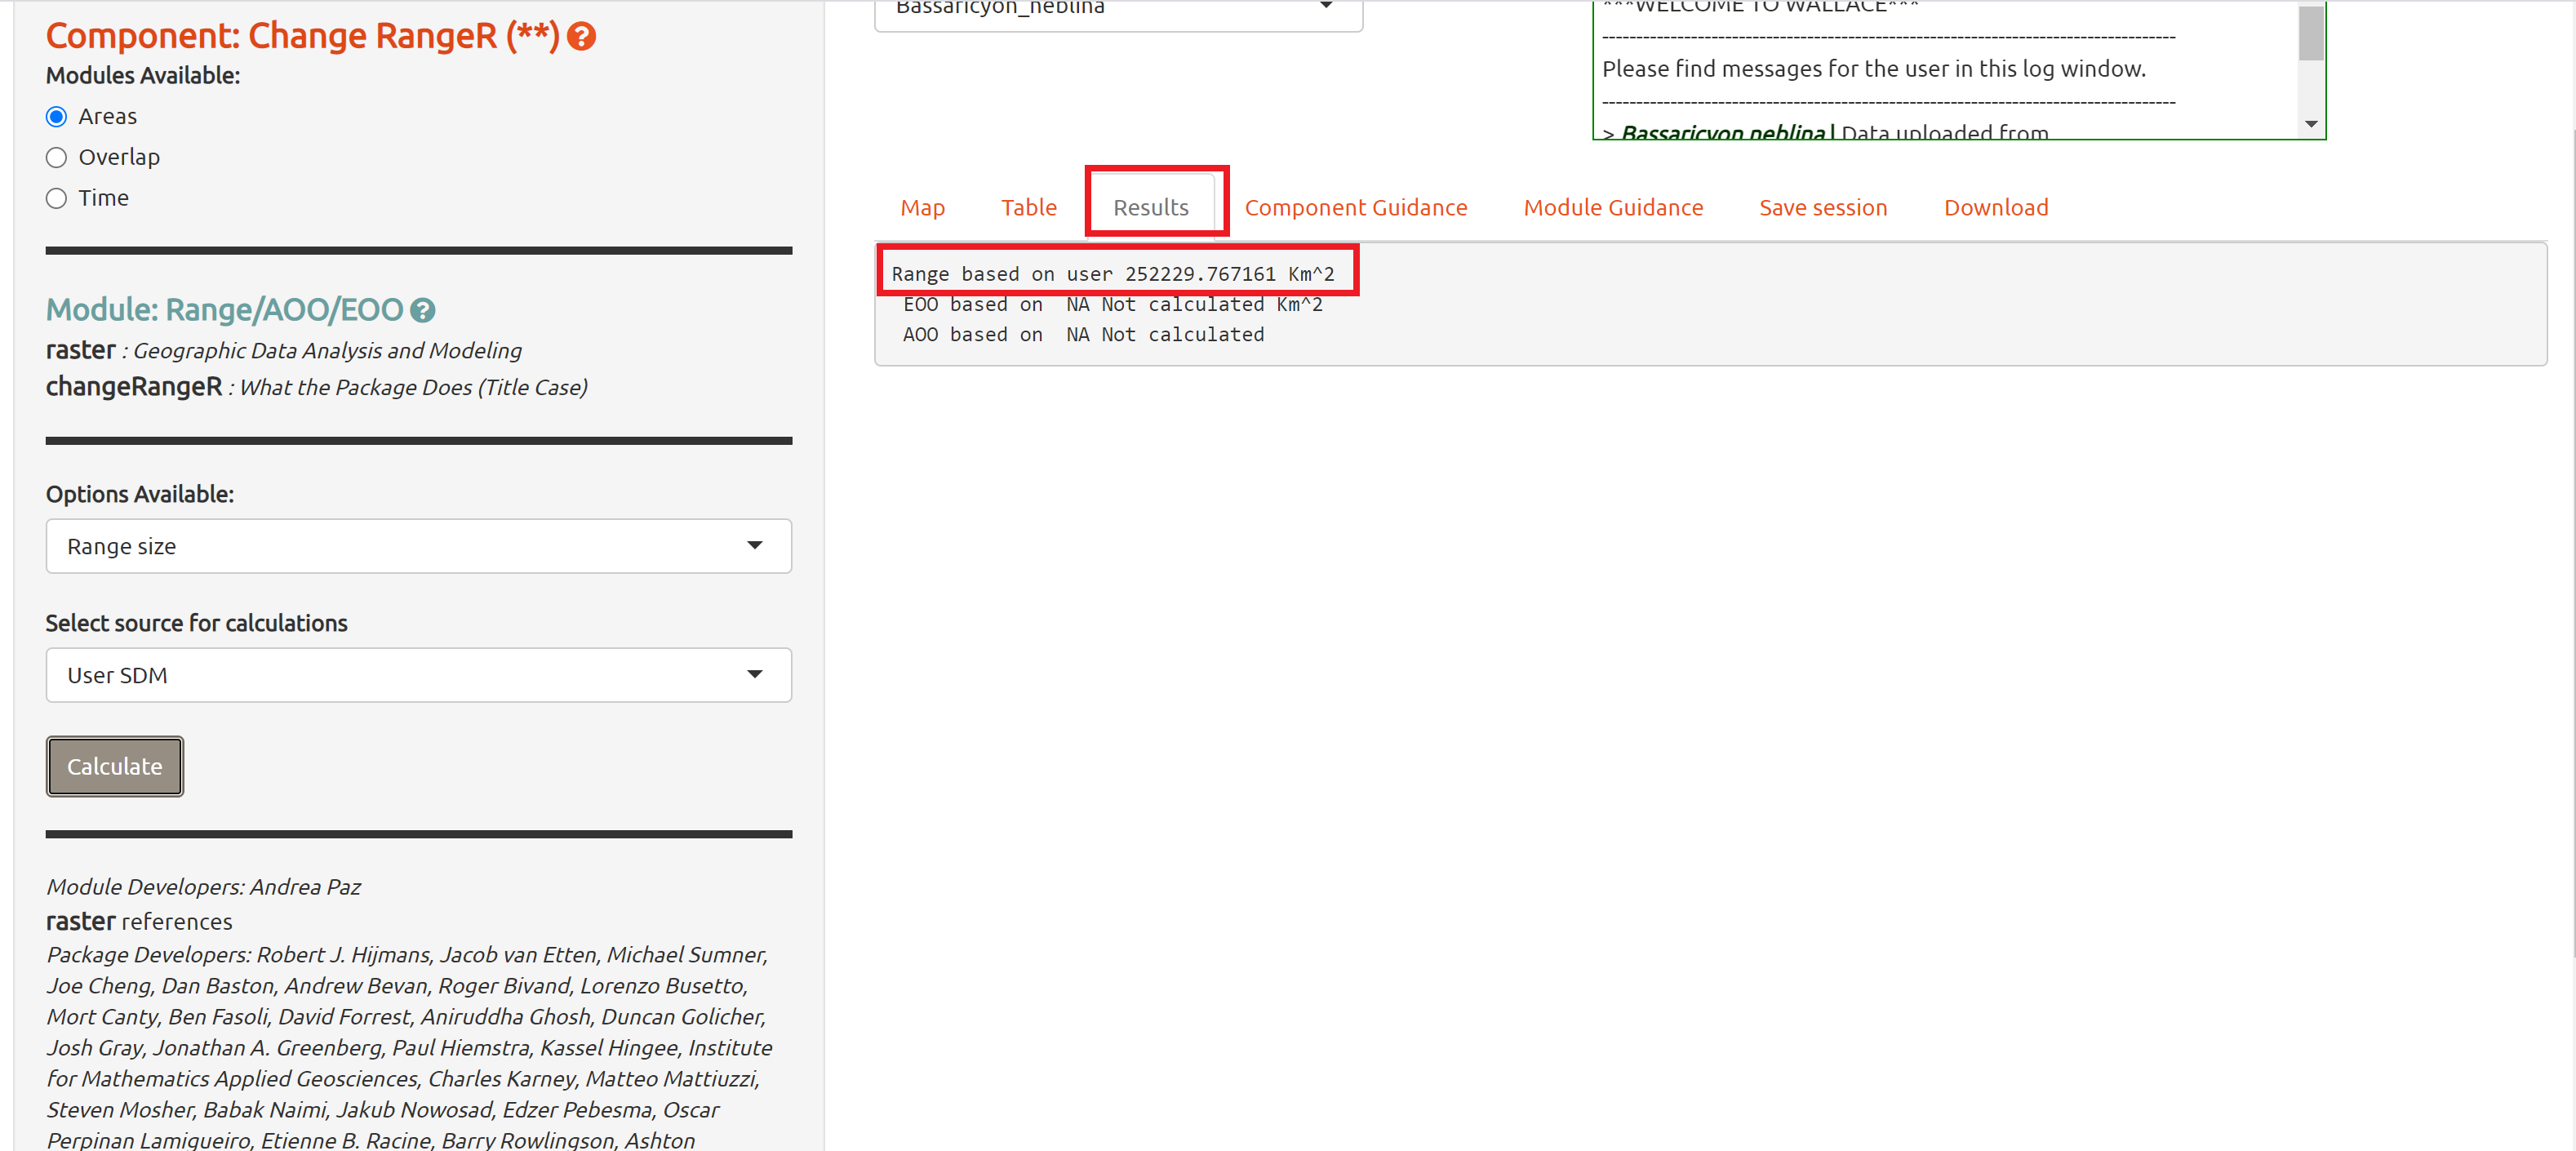 Component: Change RangeR (**) ?
Modules Available:
Areas
Overlap
Time
Module: Range/AOO/EOO ?
raster : Geographic Data Analysis and Modeling
changeRangeR : What the Package Does (Title Case)
Options Available:
Range size
Select source for calculations
User SDM
Calculate
Module Developers: Andrea Paz
raster references
Package Developers: Robert J. Hijmans, Jacob van Etten, Michael Sumner,
Joe Cheng, Dan Baston, Andrew Bevan, Roger Bivand, Lorenzo Busetto,
Mort Canty, Ben Fasoli, David Forrest, Aniruddha Ghosh, Duncan Golicher,
Josh Gray, Jonathan A. Greenberg, Paul Hiemstra, Kassel Hingee, Institute
for Mathematics Applied Geosciences, Charles Karney, Matteo Mattiuzzi,
Steven Mosher, Babak Naimi, Jakub Nowosad, Edzer Pebesma, Oscar
Perpinan Lamigueiro, Etienne B. Racine, Barry Rowlingson, Ashton
Bassaricyon_neblina
***WELCOME TO WALLACE***
--------------------------------------------------------------------------------------
Please find messages for the user in this log window.
--------------------------------------------------------------------------------------
> Bassaricyon neblina | Data uploaded from
Map Table Results Component Guidance Module Guidance Save session Download
Range based on user 252229.767161 Km^2
EOO based on  NA Not calculated Km^2
AOO based on  NA Not calculated